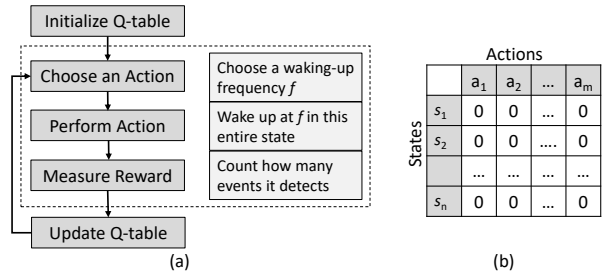 Initialize Q-table
Choose an Action
Perform Action
Measure Reward
Update Q-table
Choose a waking-up
frequency f
Wake up at f in this
entire state
Count how many
events it detects
(a)
Actions
States
a1 a2 ... am
s1 0 0 ... 0
s2 0 0 .... 0
... ... ... ...
sn 0 0 ... 0
(b)